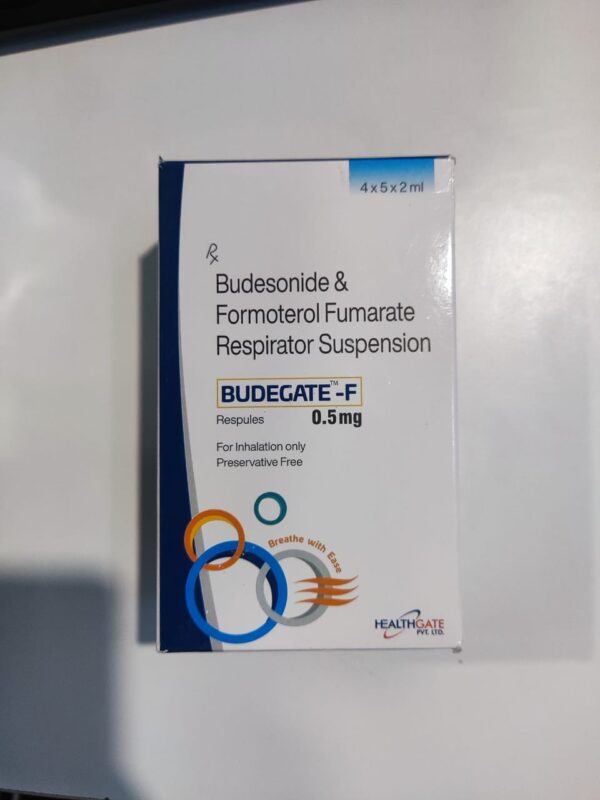 4 x 5 x 2 ml
Rx
Budesonide &
Formoterol Fumarate
Respirator Suspension
BUDEGATE™-F
Respules 0.5mg
For Inhalation only
Preservative Free
Breathe with Ease
HEALTHGATE
PVT. LTD.